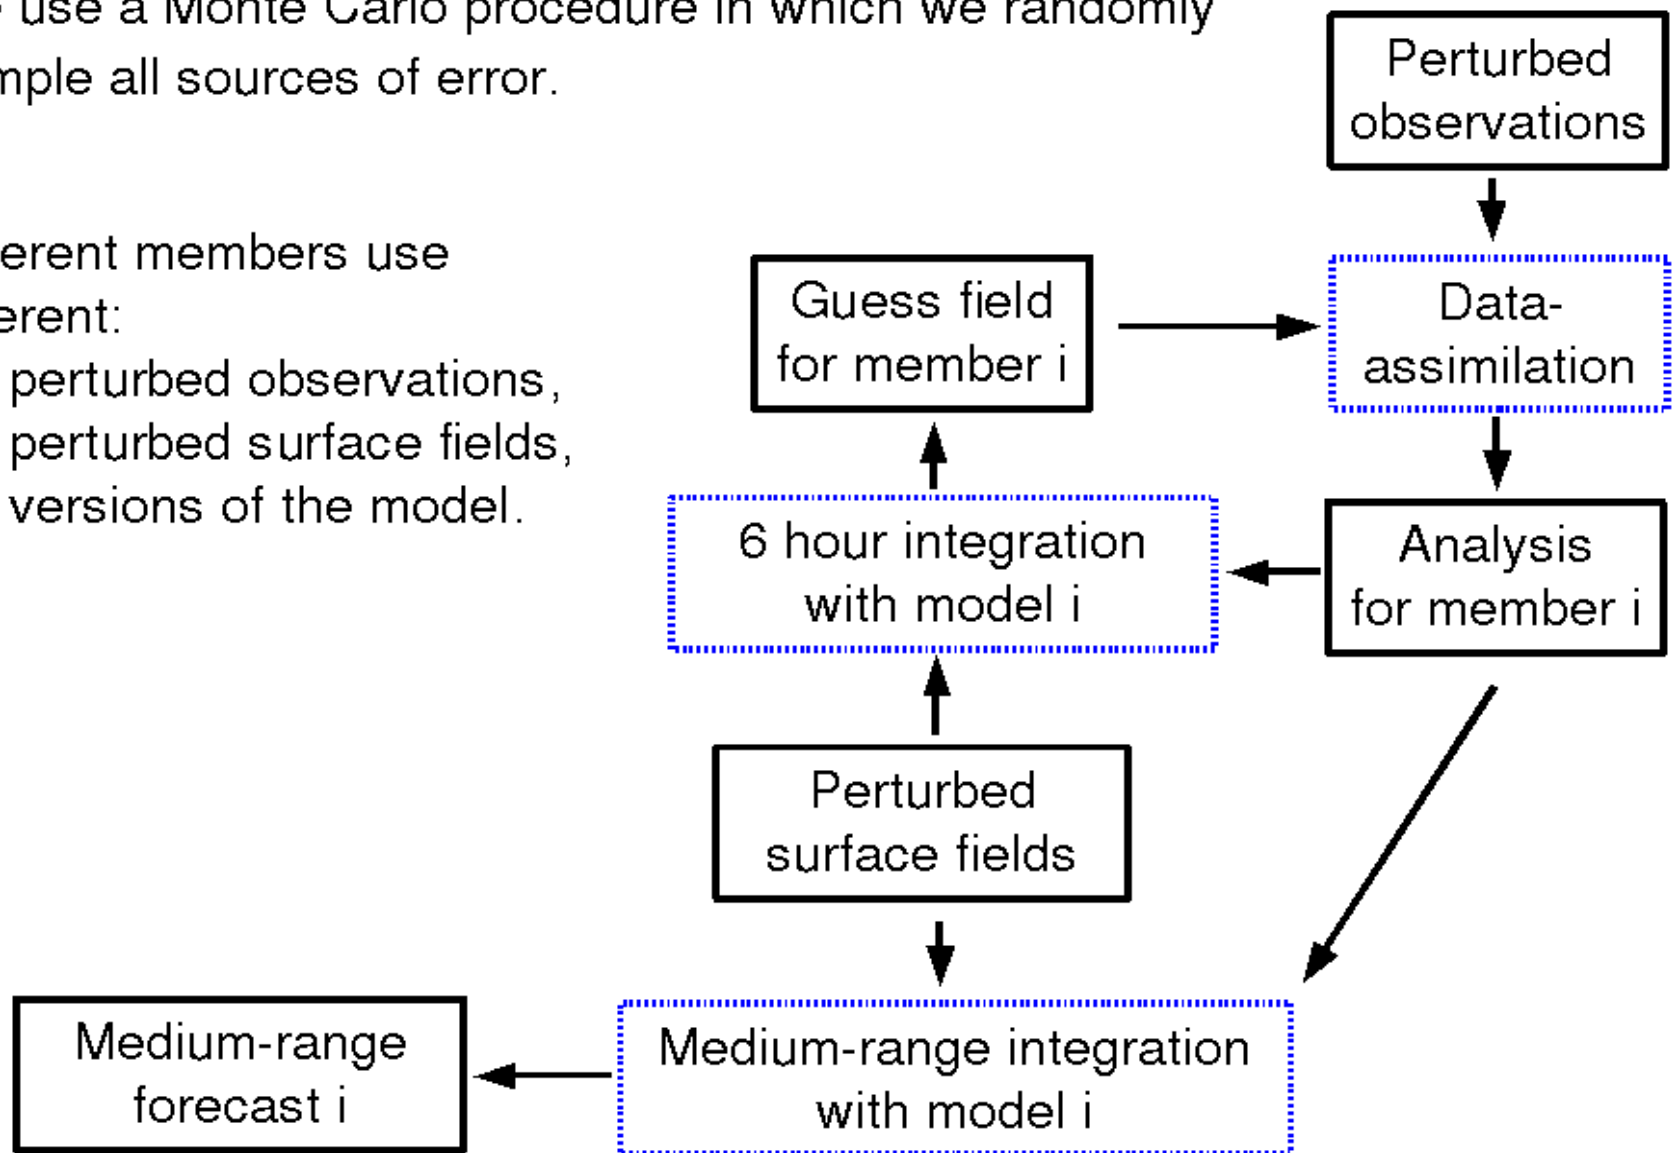 use a Monte Carlo procedure in which we randomly
mple all sources of error.
erent members use
erent:
perturbed observations,
perturbed surface fields,
versions of the model.
Perturbed
observations
Guess field
for member i
Data-
assimilation
6 hour integration
with model i
Analysis
for member i
Perturbed
surface fields
Medium-range
forecast i
Medium-range integration
with model i